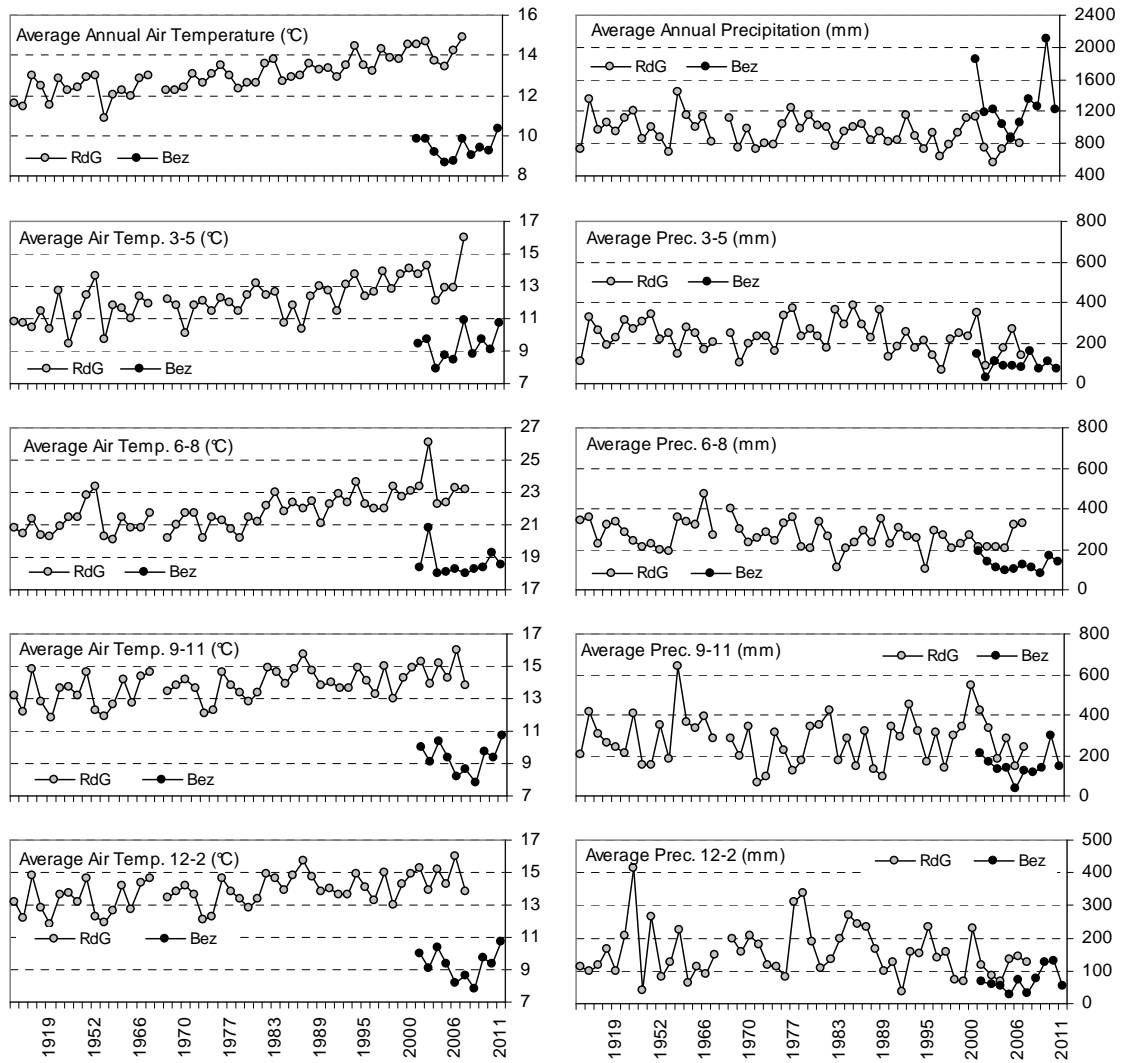 Average Annual Air Temperature (°C)
RdG
Bez
16
14
12
10
8
Average Annual Precipitation (mm)
RdG
Bez
2400
2000
1600
1200
800
400
Average Air Temp. 3-5 (°C)
RdG
Bez
17
15
13
11
9
7
Average Prec. 3-5 (mm)
RdG
Bez
800
600
400
200
0
Average Air Temp. 6-8 (°C)
RdG
Bez
27
25
23
21
19
17
Average Prec. 6-8 (mm)
RdG
RdG
Bez
800
600
400
200
0
Average Air Temp. 9-11 (°C)
RdG
Bez
17
15
13
11
9
7
Average Prec. 9-11 (mm)
RdG
Bez
800
600
400
200
0
Average Air Temp. 12-2 (°C)
RdG
Bez
17
15
13
11
9
7
Average Prec. 12-2 (mm)
RdG
Bez
500
400
300
200
100
0
1919
1952
1966
1970
1977
1983
1989
1995
2000
2006
2011
1919
1952
1966
1970
1977
1983
1989
1995
2000
2006
2011